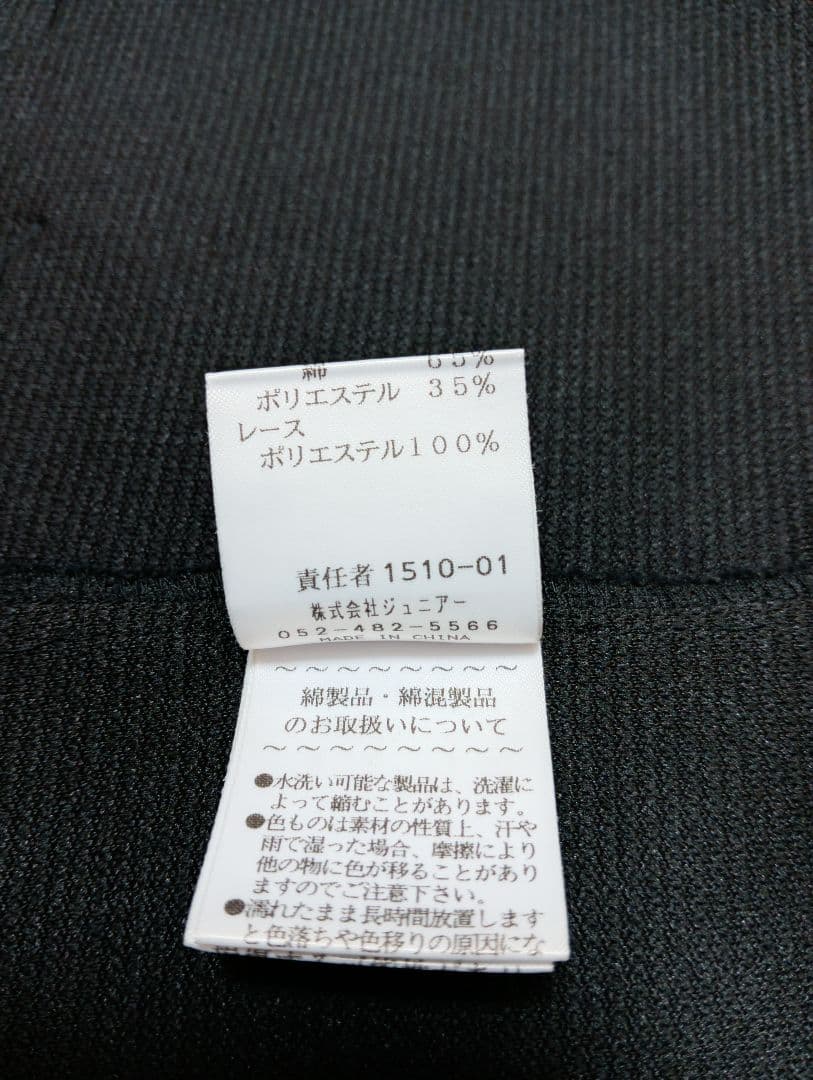 綿 65%
ポリエステル 35%
レース
ポリエステル100%
責任者 1510-01
株式会社ジュニアー
052-482-5566
MADE IN CHINA
～～～～～～～～
綿製品・綿混製品
のお取扱いについて
～～～～～～～～
●水洗い可能な製品は、洗濯に
よって縮むことがあります。
●色ものは素材の性質上、汗や
雨で湿った場合、摩擦により
他の物に色が移ることがあり
ますのでご注意下さい。
●濡れたまま長時間放置します
と色落ちや色移りの原因にな